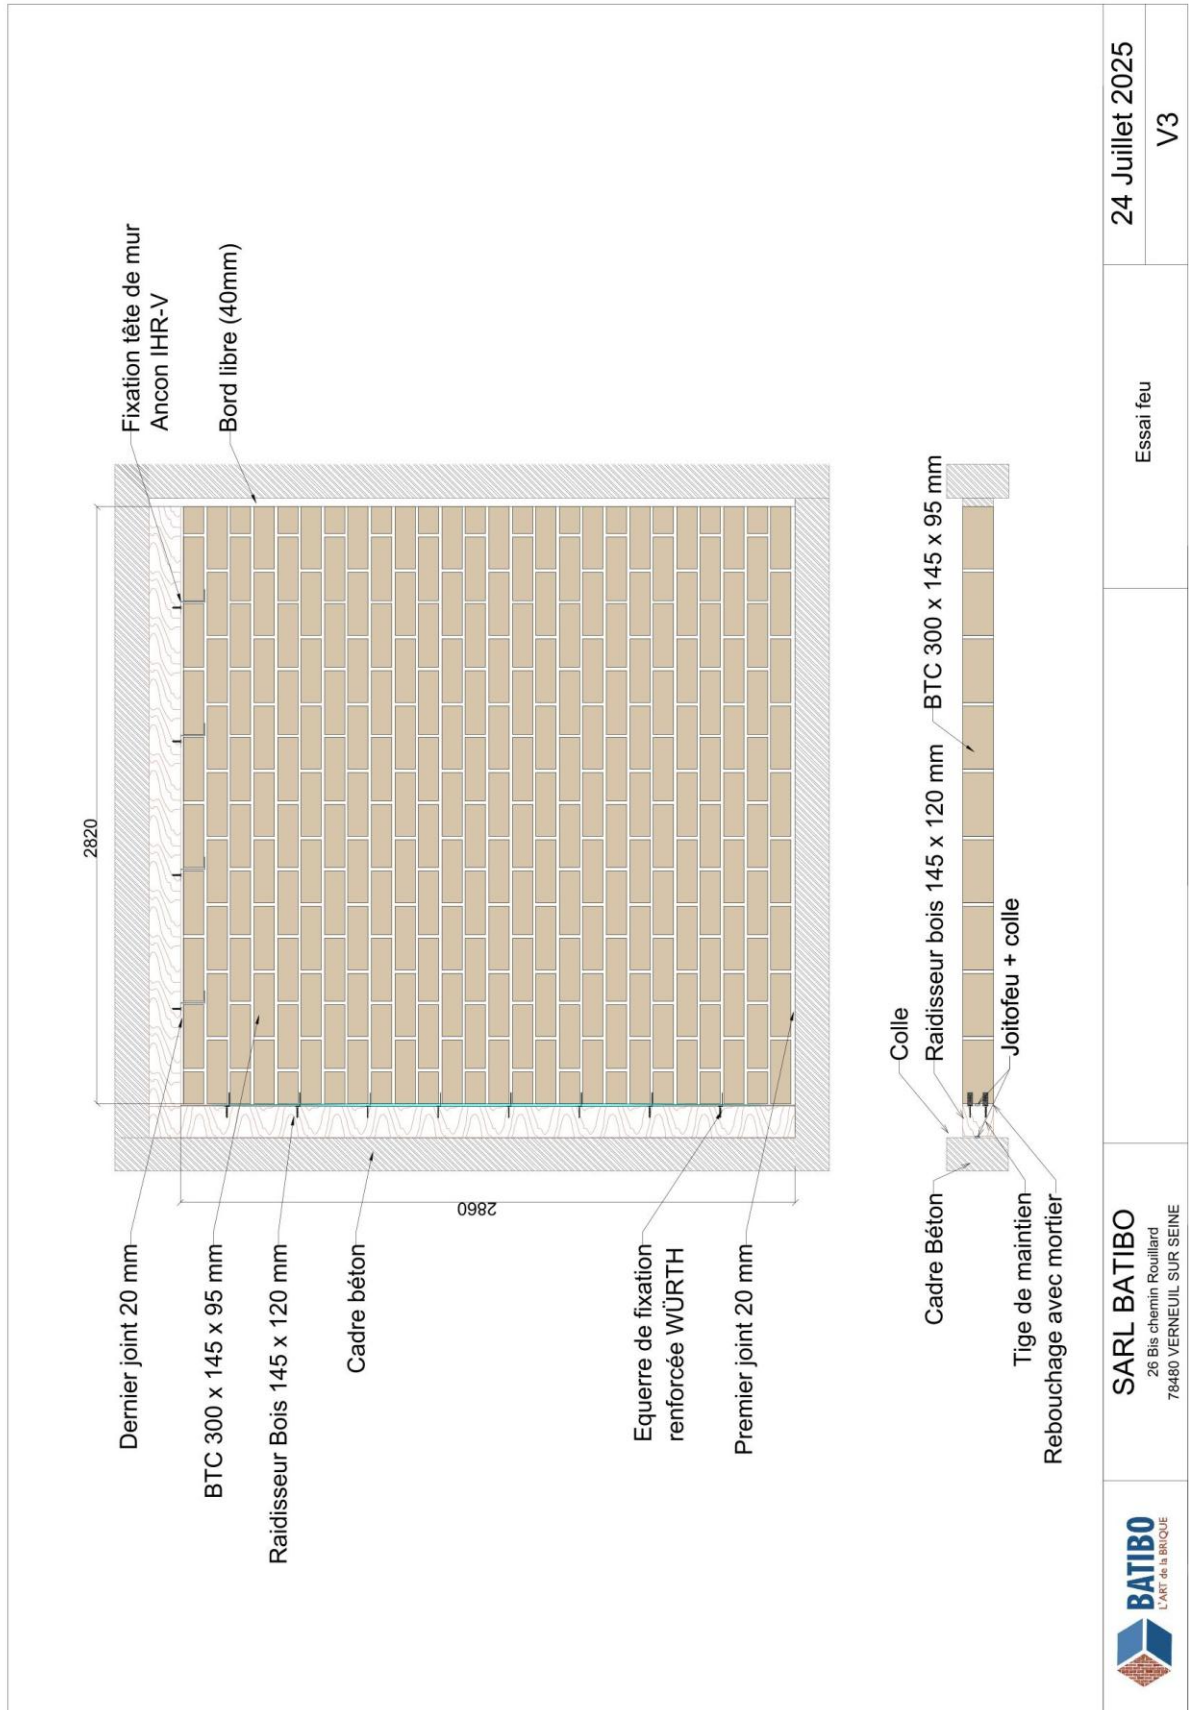 Fixation tête de mur
Ancon IHR-V
Bord libre (40mm)
2820
2860
Dernier joint 20 mm
BTC 300 x 145 x 95 mm
Raidisseur Bois 145 x 120 mm
Cadre béton
Equerre de fixation
renforcée WÜRTH
Premier joint 20 mm
Colle
Raidisseur bois 145 x 120 mm
BTC 300 x 145 x 95 mm
Joitofeu + colle
Cadre Béton
Tige de maintien
Rebouchage avec mortier
BATIBO
L'ART de la BRIQUE
SARL BATIBO
26 Bis chemin Rouillard
78480 VERNEUIL SUR SEINE
Essai feu
24 Juillet 2025
V3